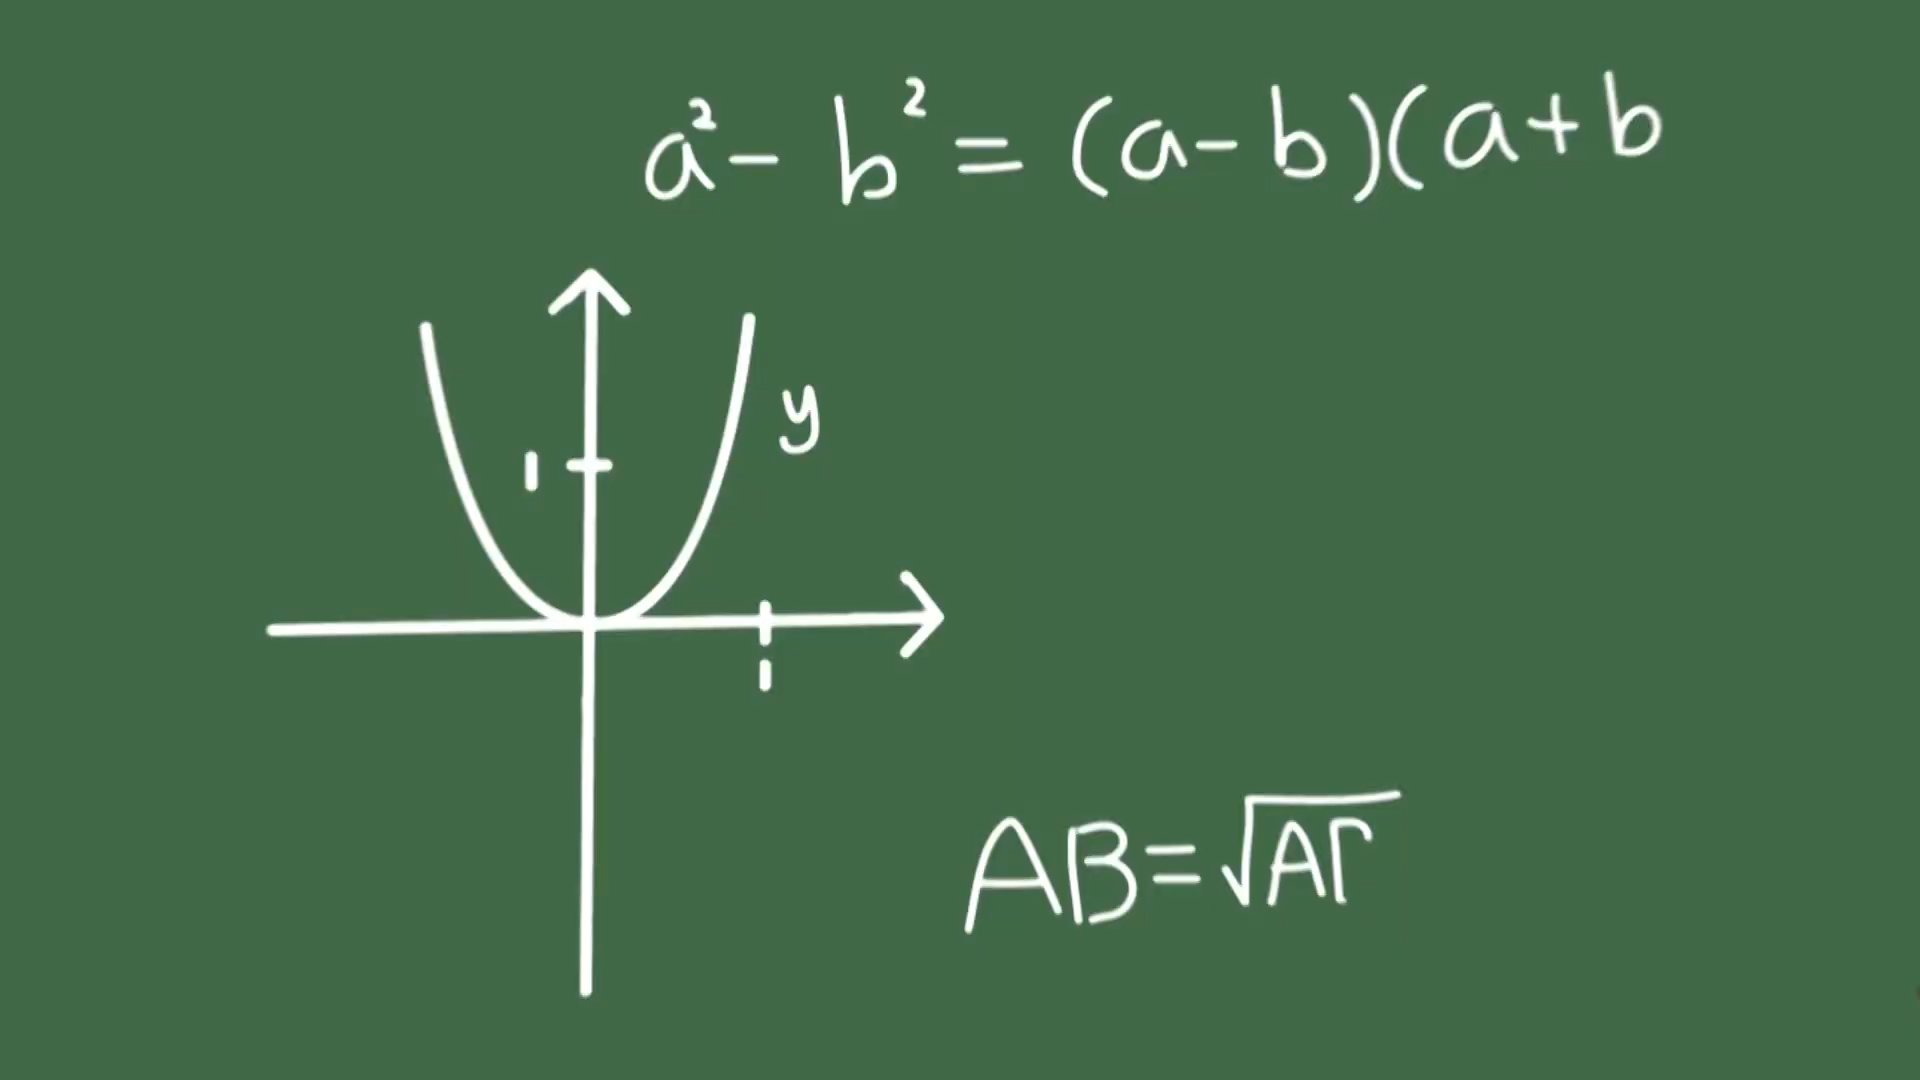 a² - b² = (a - b)(a + b
y
1
1
AB = √AΓ